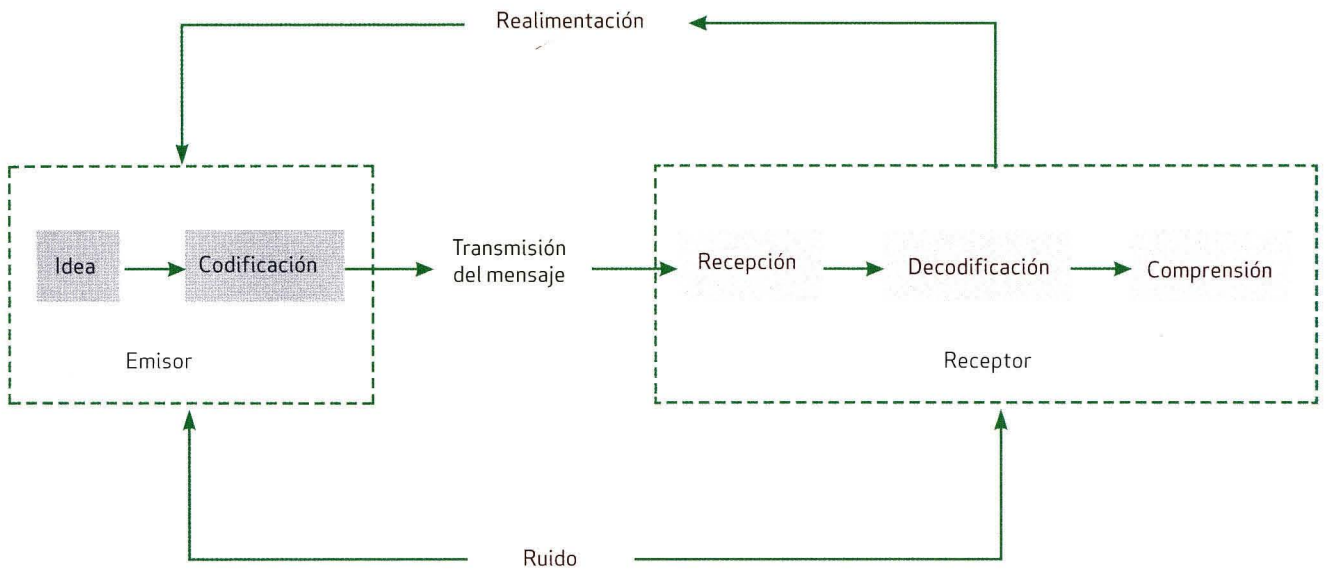 Realimentación
Idea
Codificación
Transmisión
del mensaje
Recepción
Decodificación
Comprensión
Emisor
Receptor
Ruido